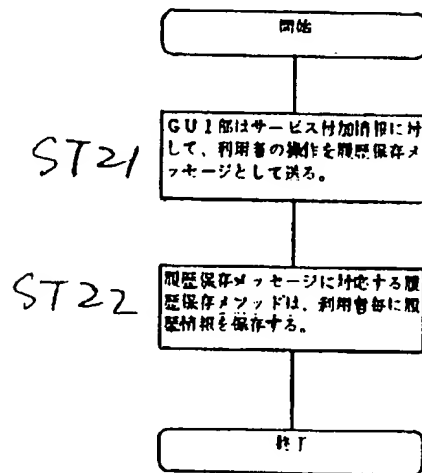 開始
ST21
GUI部はサービス付加情報に対
して、利用者の操作を履歴保存メ
ッセージとして送る。
ST22
履歴保存メッセージに対応する履
歴保存メソッドは、利用者毎に履
歴情報を保存する。
終了